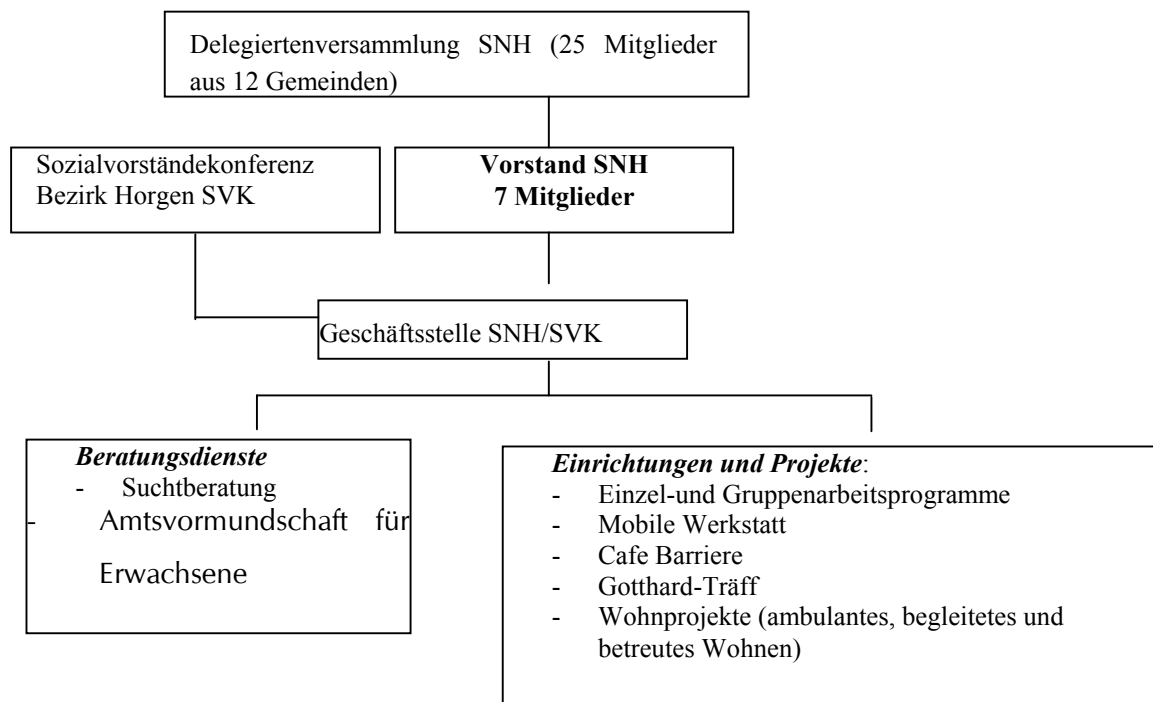 Delegiertenversammlung SNH (25 Mitglieder
aus 12 Gemeinden)
Sozialvorständekonferenz
Bezirk Horgen SVK
Vorstand SNH
7 Mitglieder
Geschäftsstelle SNH/SVK
Beratungsdienste
- Suchtberatung
- Amtsvormundschaft für
Erwachsene
Einrichtungen und Projekte:
- Einzel-und Gruppenarbeitsprogramme
- Mobile Werkstatt
- Cafe Barriere
- Gotthard-Träff
- Wohnprojekte (ambulantes, begleitetes und
betreutes Wohnen)